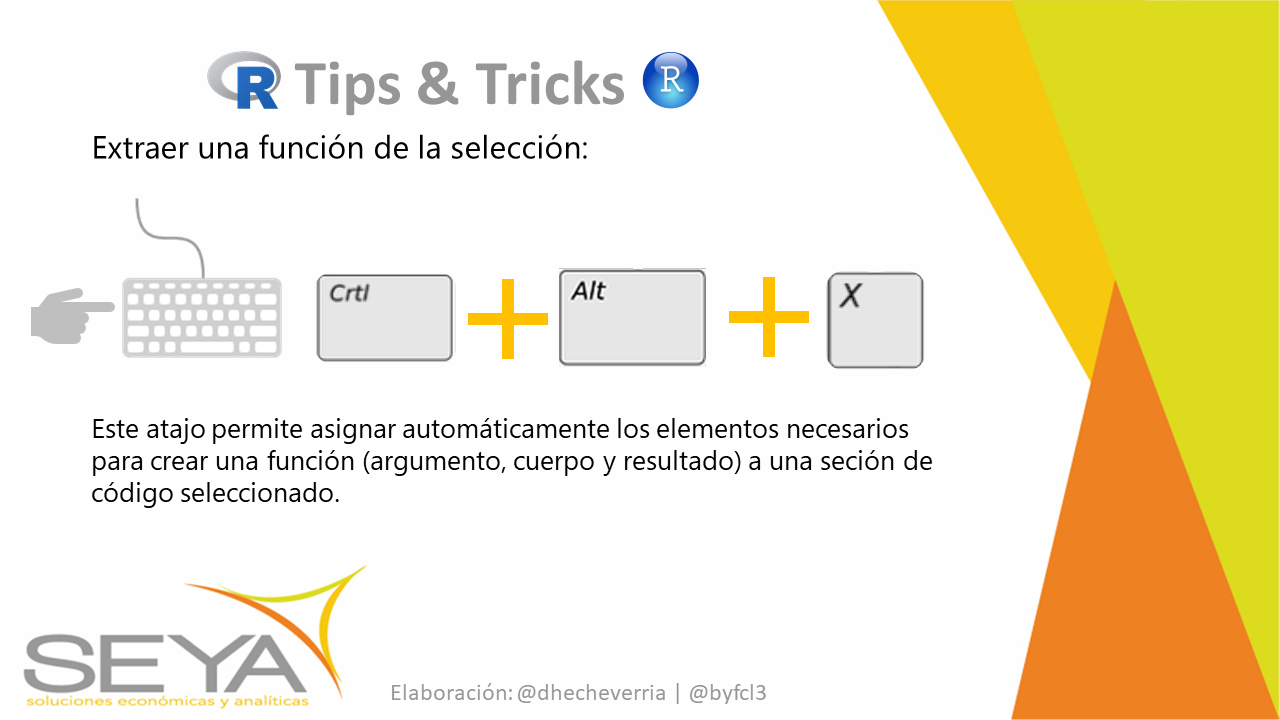 R Tips & Tricks R
Extraer una función de la selección:
Crtl
Alt
X
Este atajo permite asignar automáticamente los elementos necesarios
para crear una función (argumento, cuerpo y resultado) a una seción de
código seleccionado.
SEYA
soluciones económicas y analíticas
Elaboración: @dhecheverria | @byfcl3